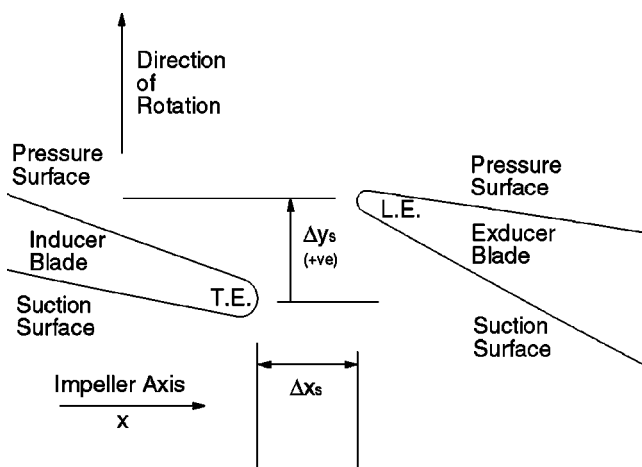 Direction
of
Rotation
Pressure
Surface
Pressure
Surface
L.E.
Inducer
Blade
Δys
(+ve)
Exducer
Blade
T.E.
Suction
Surface
Suction
Surface
Impeller Axis
x
Δxs